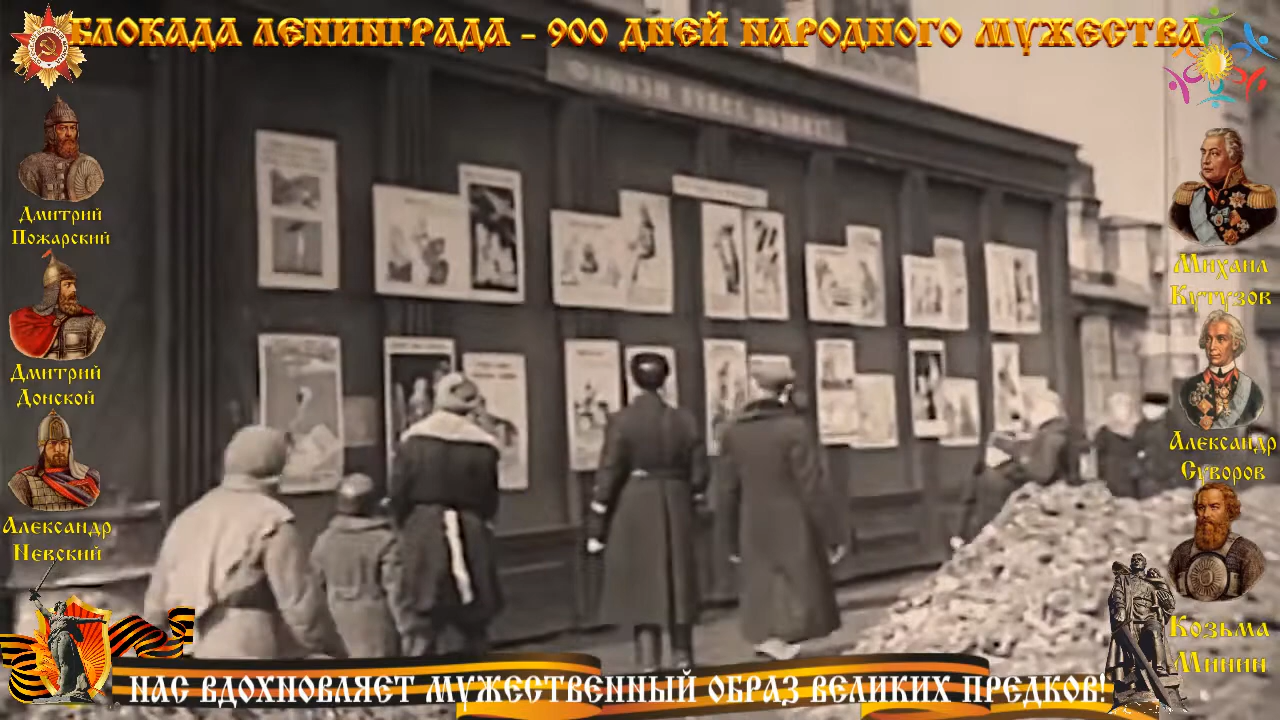 БЛОКАДА ЛЕНИНГРАДА - 900 ДНЕЙ НАРОДНОГО МУЖЕСТВА
Дмитрий
Пожарский
Дмитрий
Донской
Александр
Невский
Михаил
Кутузов
Александр
Суворов
Козьма
Минин
НАС ВДОХНОВЛЯЕТ МУЖЕСТВЕННЫЙ ОБРАЗ ВЕЛИКИХ ПРЕДКОВ!